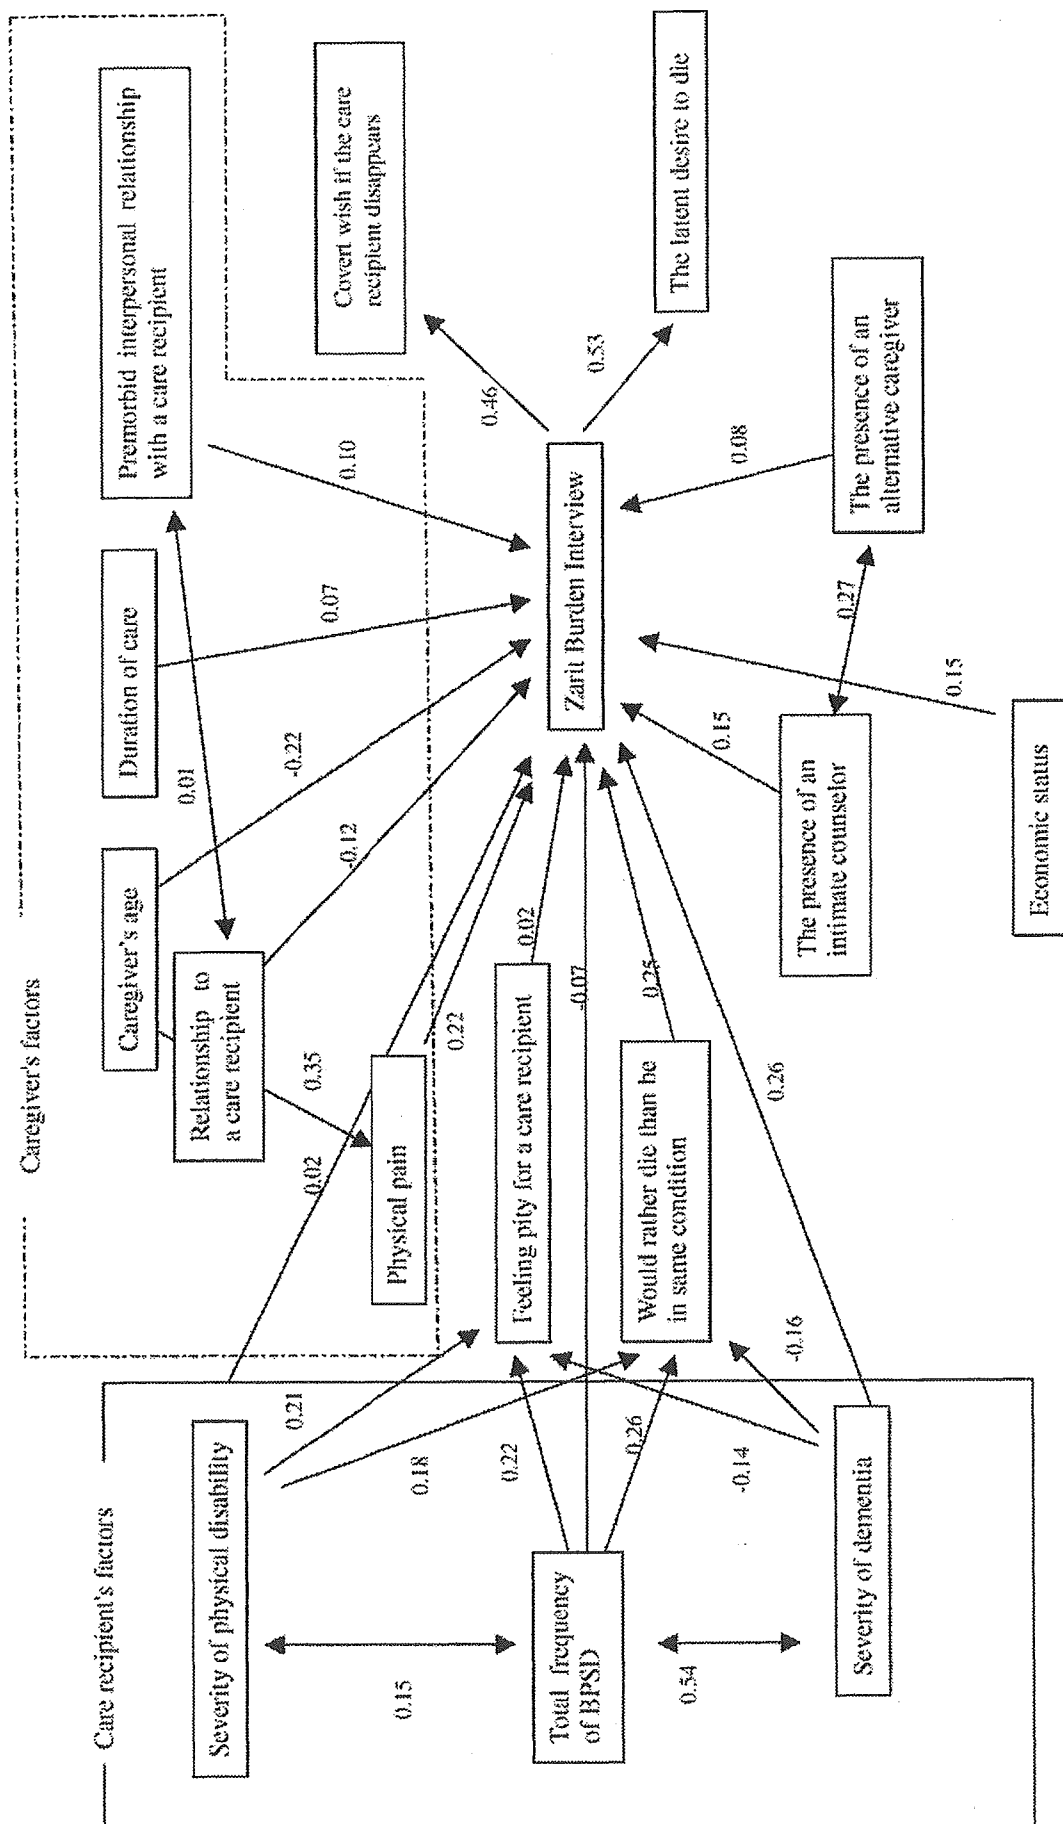 Care recipient's factors
Severity of physical disability
0.15
Total frequency
of BPSD
0.54
Severity of dementia
0.21
0.18
0.22
0.26
-0.14
-0.16
Caregiver's factors
Caregiver's age
Relationship to
a care recipient
0.35
Physical pain
0.02
0.22
Duration of care
0.01
-0.22
-0.12
0.07
Premorbid interpersonal relationship
with a care recipient
0.10
Feeling pity for a care recipient
0.02
-0.07
Would rather die than be
in same condition
0.25
0.26
Zarit Burden Interview
0.46
Covert wish if the care
recipient disappears
0.53
The latent desire to die
0.08
The presence of an
alternative caregiver
0.27
0.15
The presence of an
intimate counselor
0.15
Economic status